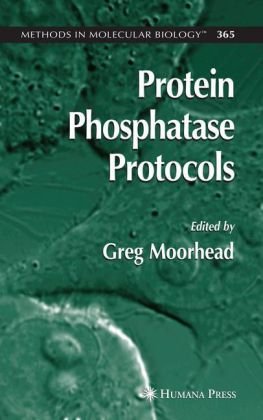 METHODS IN MOLECULAR BIOLOGY™ 365
Protein
Phosphatase
Protocols
Edited by
Greg Moorhead
HUMANA PRESS